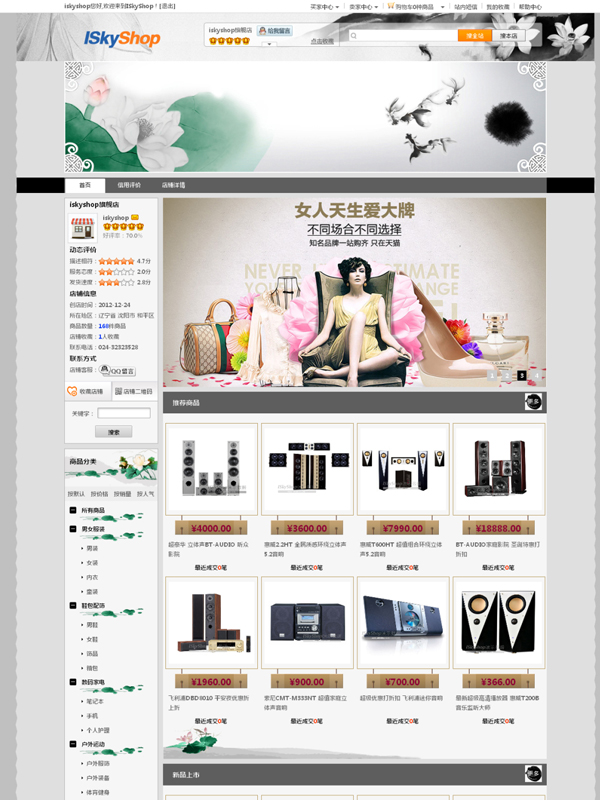 iskyshop您好,欢迎来到ISkyShop！[退出]
买家中心
卖家中心
购物车0件商品
站内短信
我的收藏
帮助中心
ISkyShop
iskyshop旗舰店
给我留言
点击收藏
搜全站
搜本店
首页
信用评价
店铺详情
iskyshop旗舰店
iskyshop
好评率：70.0%
动态评价
描述相符：4.7分
服务态度：2.0分
发货速度：2.8分
店铺信息
创店时间：2012-12-24
所在地区：辽宁省 沈阳市 和平区
商品数量：168件商品
店铺收藏：1人收藏
联系电话：024-32323528
联系方式
店铺客服：QQ留言
收藏店铺
店铺二维码
关键字：
搜索
女人天生爱大牌
不同场合不同选择
知名品牌一站购齐 只在天猫
1 2 3 4
推荐商品
更多
¥4000.00
¥3600.00
¥7990.00
¥18888.00
超豪华 立体声BT-AUDIO 听众影院
惠威2.2HT 全民质感环绕立体声5.2音响
惠威T600HT 超值组合环绕立体声5.2音响
BT-AUDIO家庭影院 圣诞特惠打折扣
最近成交0笔
最近成交0笔
最近成交0笔
最近成交0笔
¥1960.00
¥900.00
¥700.00
¥366.00
飞利浦DBD8010 平安夜优惠折上折
索尼CMT-M333NT 超值家庭立体声音响
超级优惠打折扣 飞利浦迷你音响
最新超级高温播放器 惠威T200B 音乐监听大师
最近成交0笔
最近成交0笔
最近成交0笔
最近成交0笔
商品分类
按默认
按价格
按销量
按人气
所有商品
男女服装
男装
女装
内衣
童装
鞋包配饰
男鞋
女鞋
饰品
箱包
数码家电
笔记本
手机
个人护理
户外运动
户外服饰
户外装备
体育健身
新品上市
更多